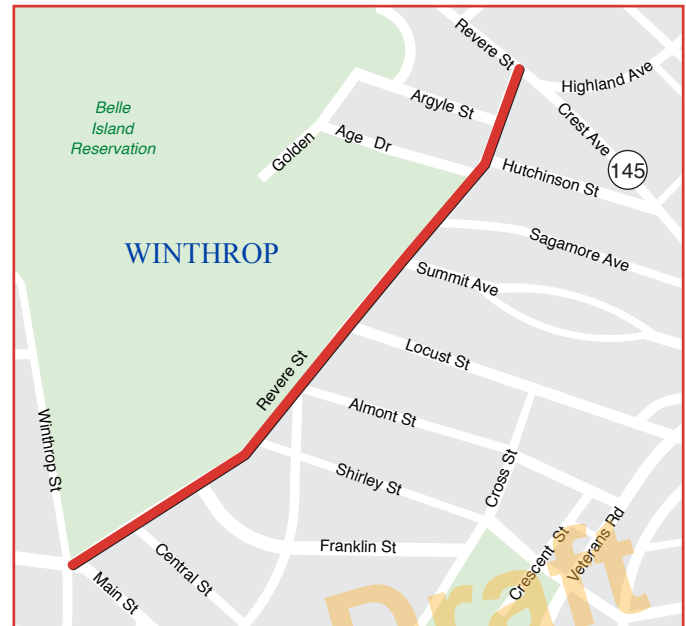 Revere St
Highland Ave
Argyle St
Crest Ave
Belle
Island
Reservation
Golden Age Dr
Hutchinson St
145
WINTHROP
Sagamore Ave
Summit Ave
Locust St
Revere St
Almont St
Winthrop St
Shirley St
Cross St
Central St
Franklin St
Crescent St
Veterans Rd
Main St
Draft